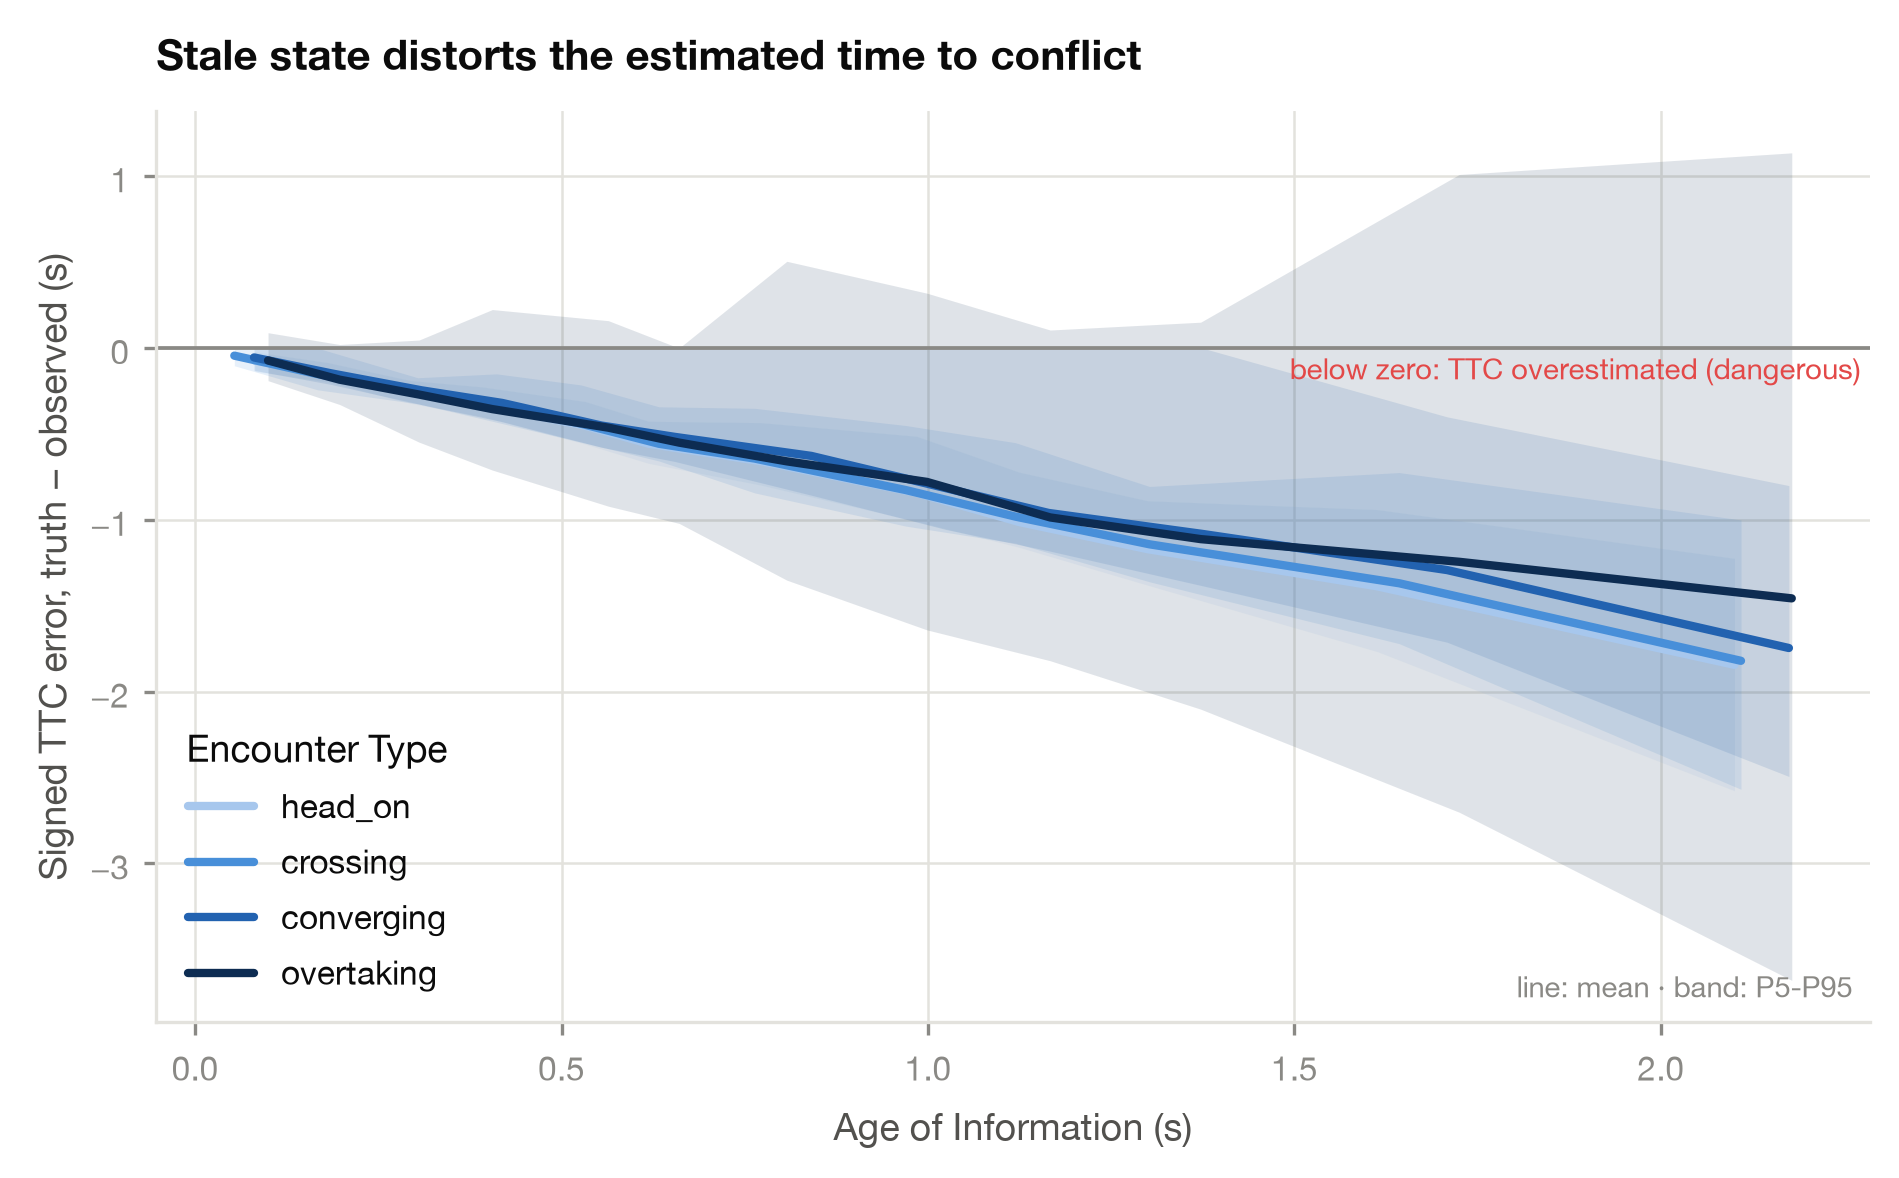 Stale state distorts the estimated time to conflict
Signed TTC error, truth − observed (s)
1
0
−1
−2
−3
below zero: TTC overestimated (dangerous)
Encounter Type
head_on
crossing
converging
overtaking
line: mean · band: P5-P95
0.0
0.5
1.0
1.5
2.0
Age of Information (s)